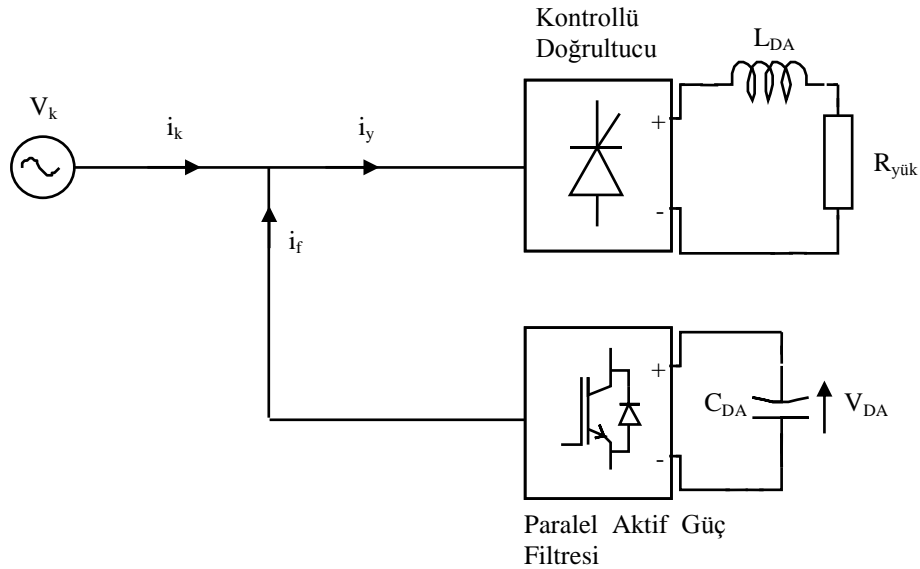 Kontrollü
Doğrultucu
L_DA
V_k
i_k
i_y
+
-
R_yük
i_f
+
-
C_DA
V_DA
Paralel Aktif Güç
Filtresi